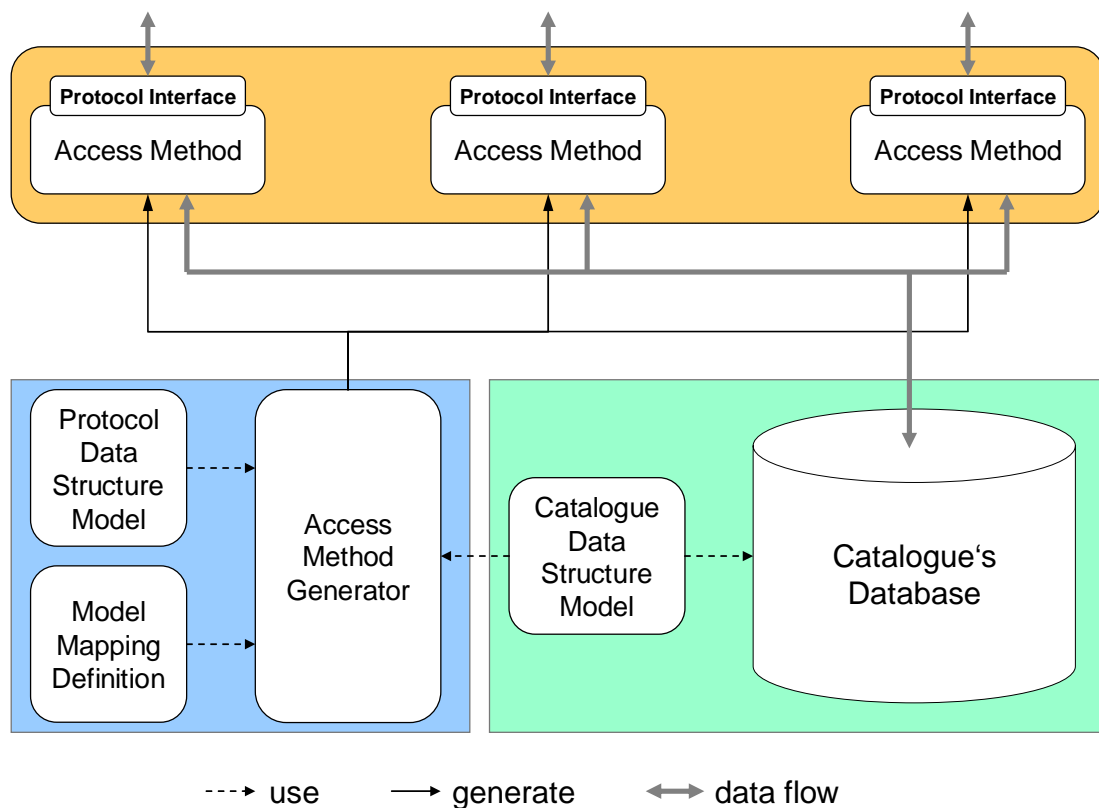 Protocol Interface
Access Method
Protocol Interface
Access Method
Protocol Interface
Access Method
Protocol
Data
Structure
Model
Model
Mapping
Definition
Access
Method
Generator
Catalogue
Data
Structure
Model
Catalogue‘s
Database
use
generate
data flow